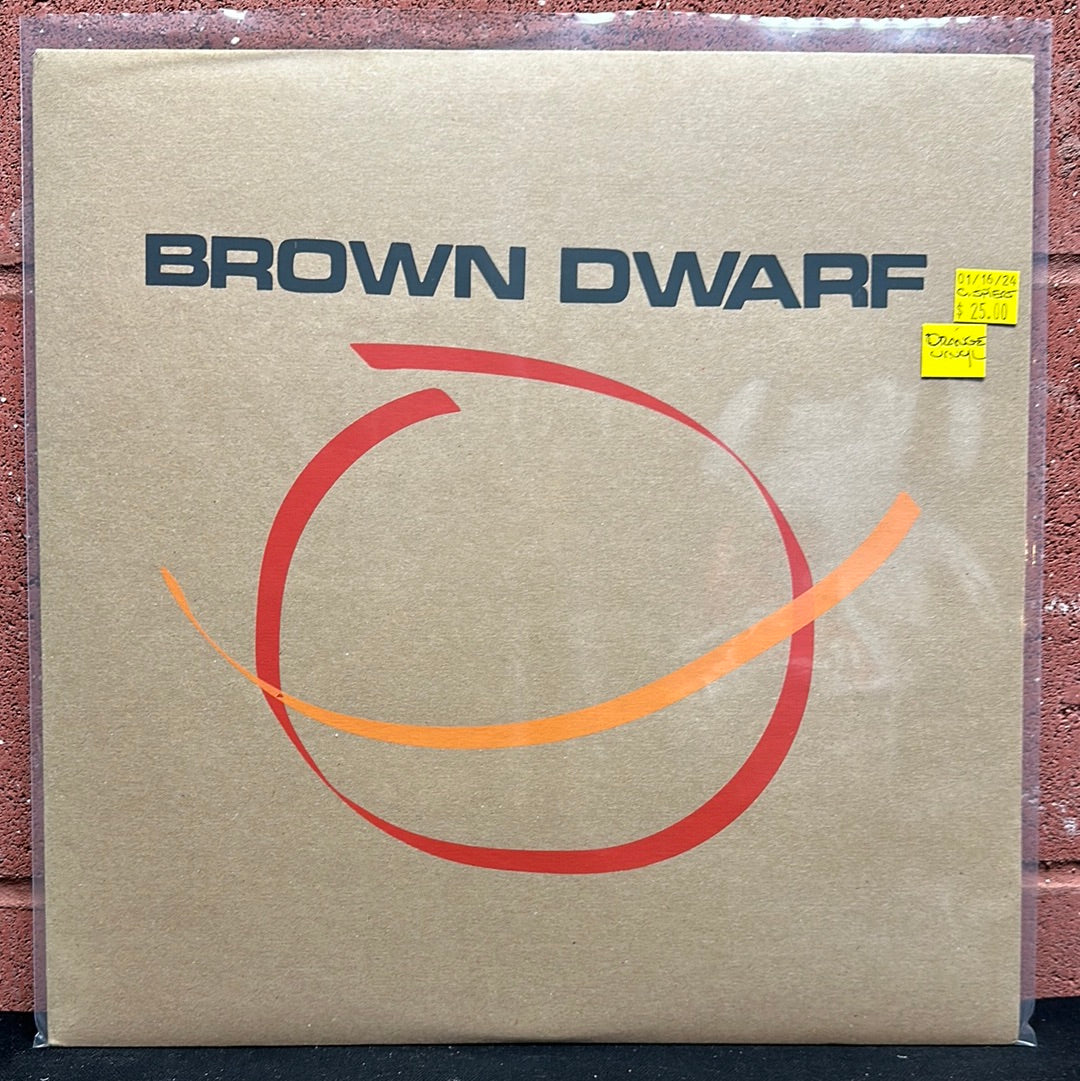 BROWN DWARF
01/16/24
$ 25.00
ORANGE
VINYL